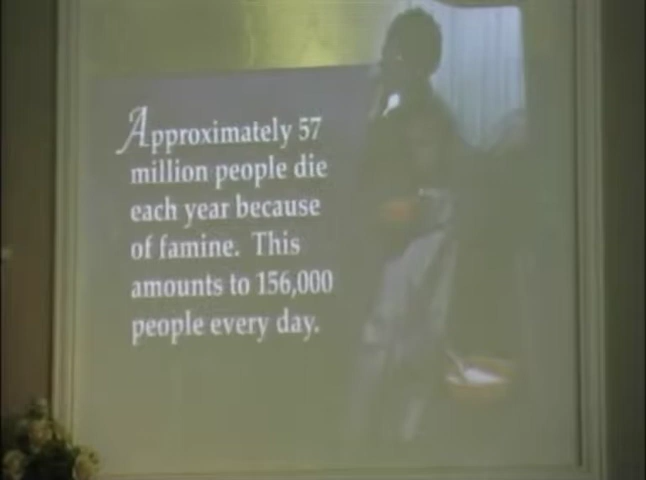 Approximately 57
million people die
each year because
of famine. This
amounts to 156,000
people every day.